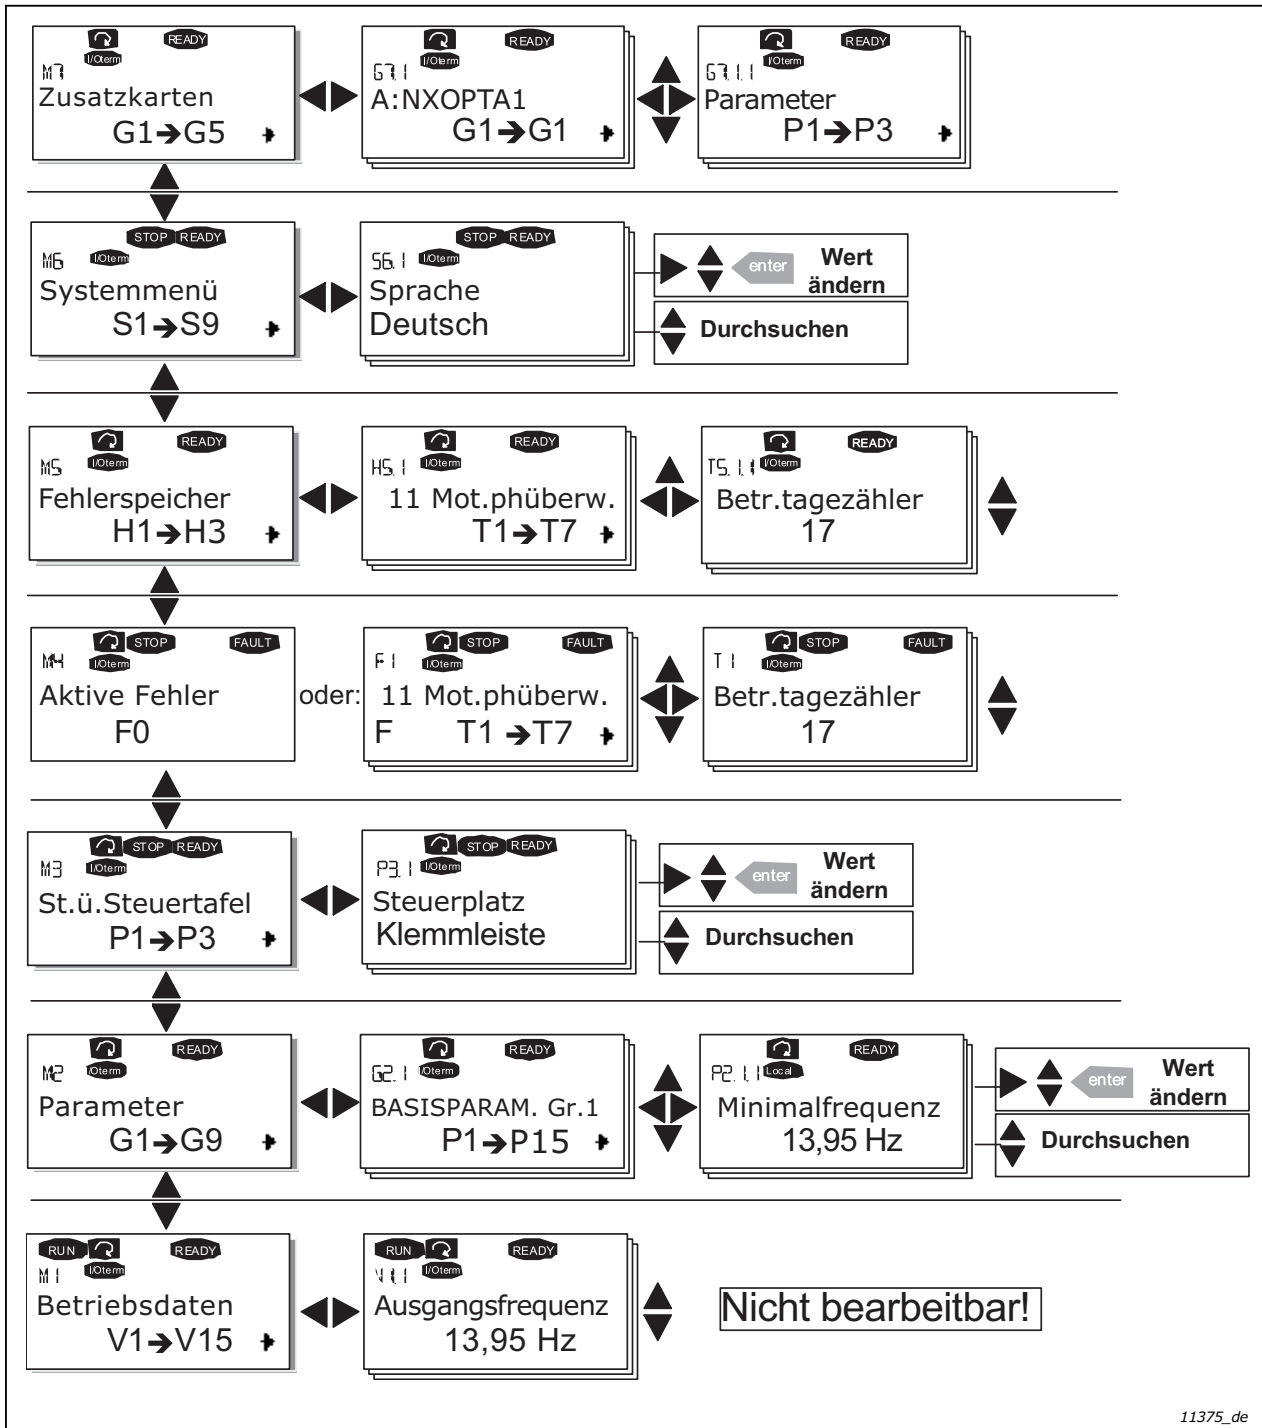 READY
I/Oterm
M7
Zusatzkarten
G1➔G5
READY
I/Oterm
G7.1
A:NXOPTA1
G1➔G1
READY
I/Oterm
G7.1.1
Parameter
P1➔P3
STOP READY
M6 I/Oterm
Systemmenü
S1➔S9
STOP READY
S6.1 I/Oterm
Sprache
Deutsch
enter Wert
ändern
Durchsuchen
READY
I/Oterm
M5
Fehlerspeicher
H1➔H3
READY
I/Oterm
H5.1
11 Mot.phüberw.
T1➔T7
READY
I/Oterm
T5.1.1
Betr.tagezähler
17
STOP FAULT
M4 I/Oterm
Aktive Fehler
F0
oder:
STOP FAULT
F1 I/Oterm
11 Mot.phüberw.
F T1➔T7
STOP FAULT
T1 I/Oterm
Betr.tagezähler
17
STOP READY
M3 I/Oterm
St.ü.Steuertafel
P1➔P3
STOP READY
P3.1 I/Oterm
Steuerplatz
Klemmleiste
enter Wert
ändern
Durchsuchen
READY
M2 I/Oterm
Parameter
G1➔G9
READY
G2.1 I/Oterm
BASISPARAM. Gr.1
P1➔P15
READY
P2.1.1 Local
Minimalfrequenz
13,95 Hz
enter Wert
ändern
Durchsuchen
RUN READY
M1 I/Oterm
Betriebsdaten
V1➔V15
RUN READY
V1.1 I/Oterm
Ausgangsfrequenz
13,95 Hz
Nicht bearbeitbar!
11375_de